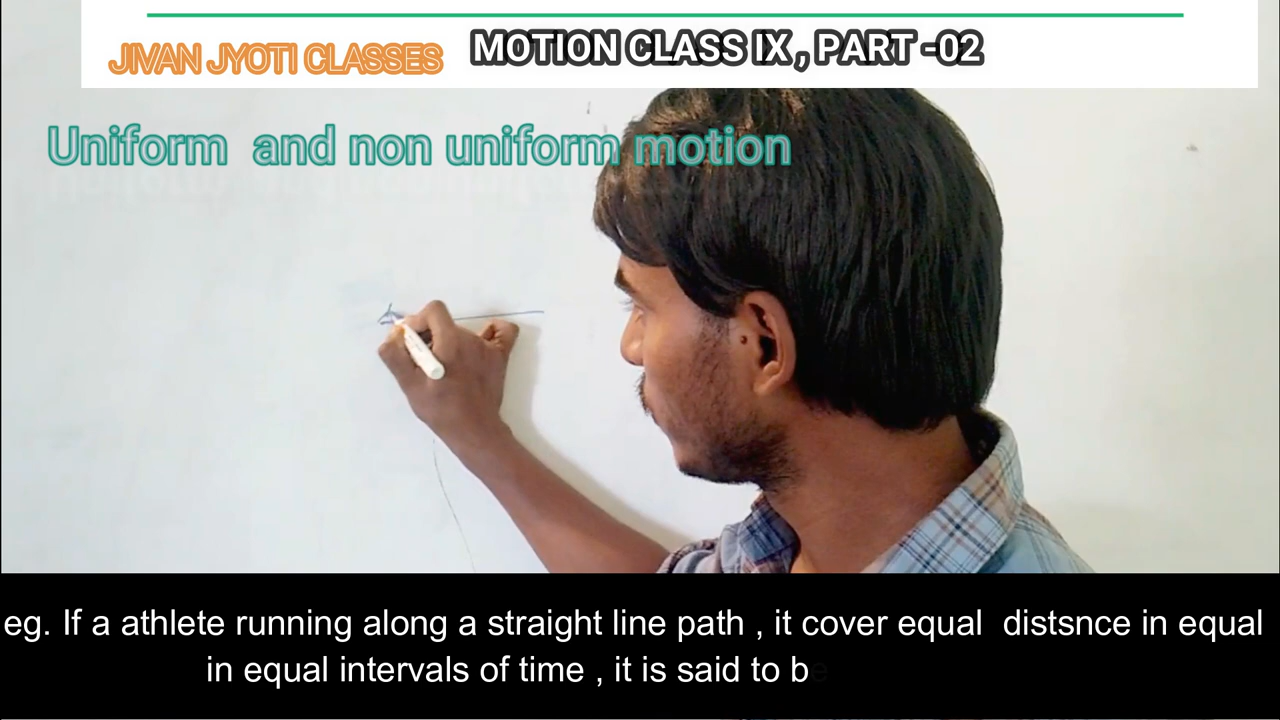 JIVAN JYOTI CLASSES MOTION CLASS IX , PART -02
Uniform and non uniform motion
eg. If a athlete running along a straight line path , it cover equal distsnce in equal
in equal intervals of time , it is said to be